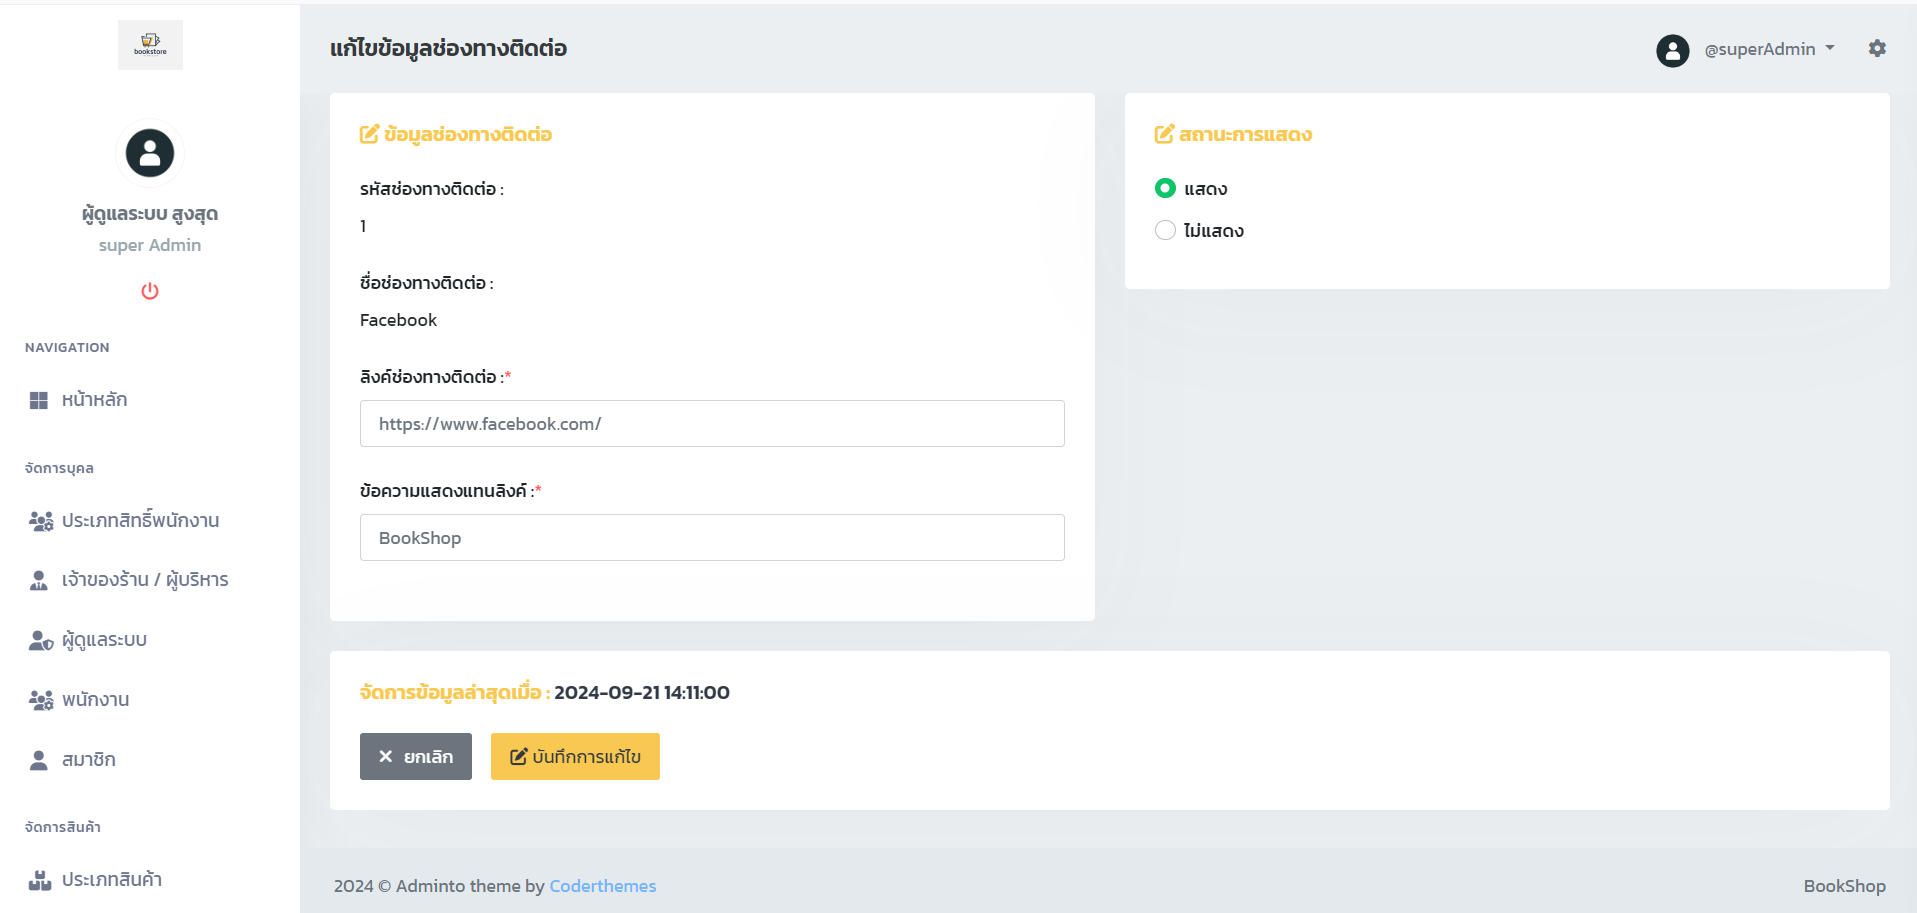 bookstore
ผู้ดูแลระบบ สูงสุด
super Admin
NAVIGATION
หน้าหลัก
จัดการบุคล
ประเภทสิทธิ์พนักงาน
เจ้าของร้าน / ผู้บริหาร
ผู้ดูแลระบบ
พนักงาน
สมาชิก
จัดการสินค้า
ประเภทสินค้า
แก้ไขข้อมูลช่องทางติดต่อ
@superAdmin
ข้อมูลช่องทางติดต่อ
รหัสช่องทางติดต่อ :
1
ชื่อช่องทางติดต่อ :
Facebook
ลิงค์ช่องทางติดต่อ :*
https://www.facebook.com/
ข้อความแสดงแทนลิงค์ :*
BookShop
สถานะการแสดง
แสดง
ไม่แสดง
จัดการข้อมูลล่าสุดเมื่อ : 2024-09-21 14:11:00
ยกเลิก
บันทึกการแก้ไข
2024 © Adminto theme by Coderthemes
BookShop